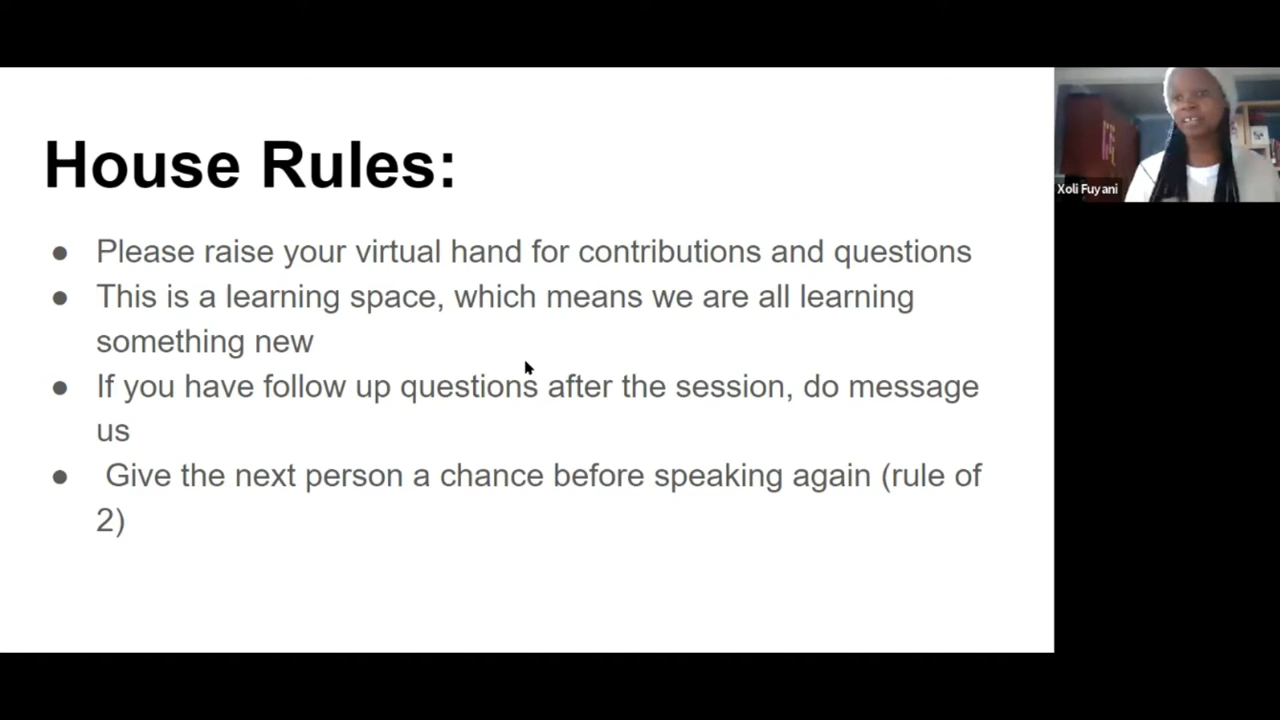 House Rules:
● Please raise your virtual hand for contributions and questions
● This is a learning space, which means we are all learning
something new
● If you have follow up questions after the session, do message
us
● Give the next person a chance before speaking again (rule of
2)
Xoli Fuyani